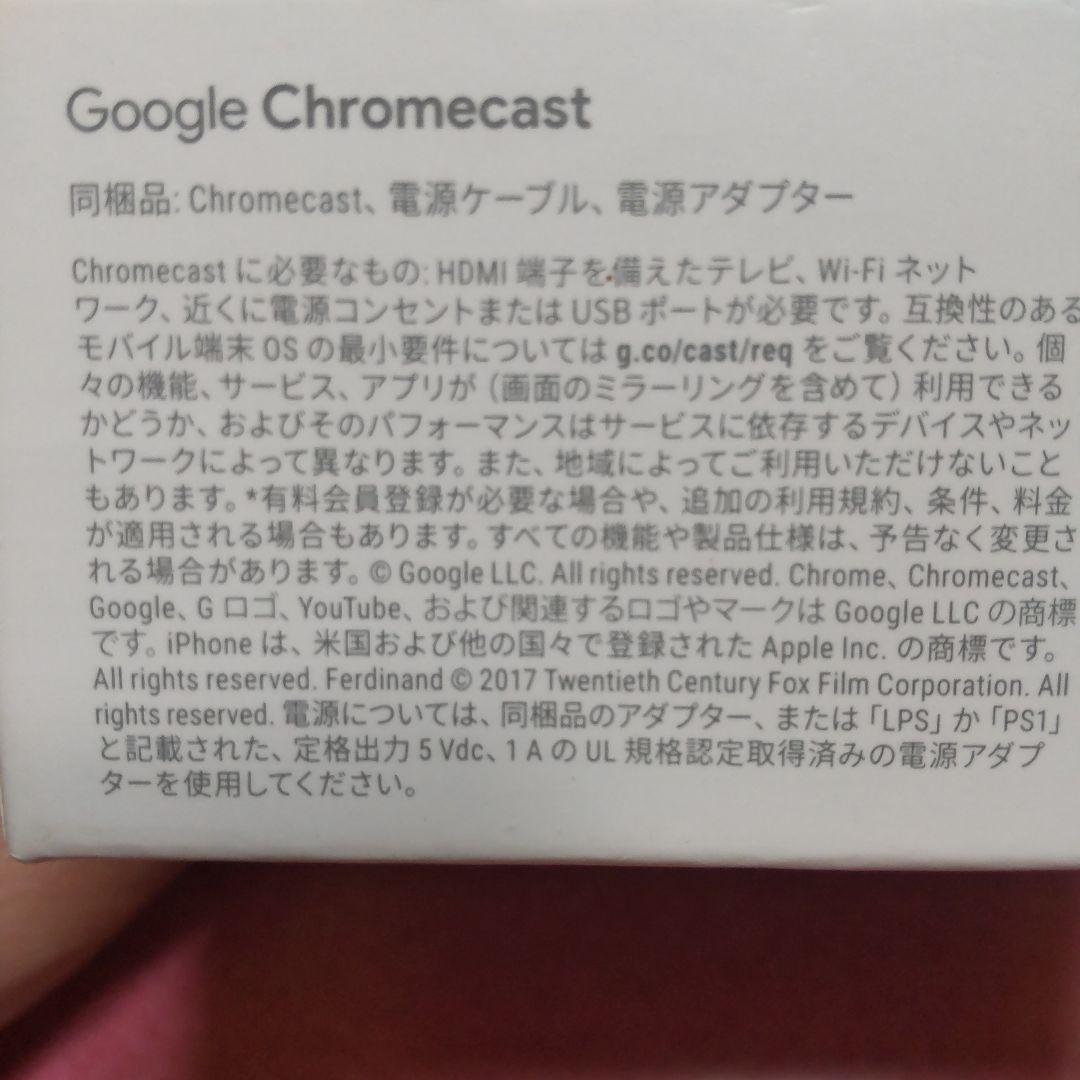 Google Chromecast
同梱品: Chromecast、電源ケーブル、電源アダプター
Chromecast に必要なもの: HDMI 端子を備えたテレビ、Wi-Fi ネット
ワーク、近くに電源コンセントまたは USB ポートが必要です。互換性のある
モバイル端末 OS の最小要件については g.co/cast/req をご覧ください。個
々の機能、サービス、アプリが（画面のミラーリングを含めて）利用できる
かどうか、およびそのパフォーマンスはサービスに依存するデバイスやネッ
トワークによって異なります。また、地域によってご利用いただけないこと
もあります。*有料会員登録が必要な場合や、追加の利用規約、条件、料金
が適用される場合もあります。すべての機能や製品仕様は、予告なく変更さ
れる場合があります。© Google LLC. All rights reserved. Chrome、Chromecast、
Google、G ロゴ、YouTube、および関連するロゴやマークは Google LLC の商標
です。iPhone は、米国および他の国々で登録された Apple Inc. の商標です。
All rights reserved. Ferdinand © 2017 Twentieth Century Fox Film Corporation. All
rights reserved. 電源については、同梱品のアダプター、または「LPS」か「PS1」
と記載された、定格出力 5 Vdc、1 A の UL 規格認定取得済みの電源アダプ
ターを使用してください。